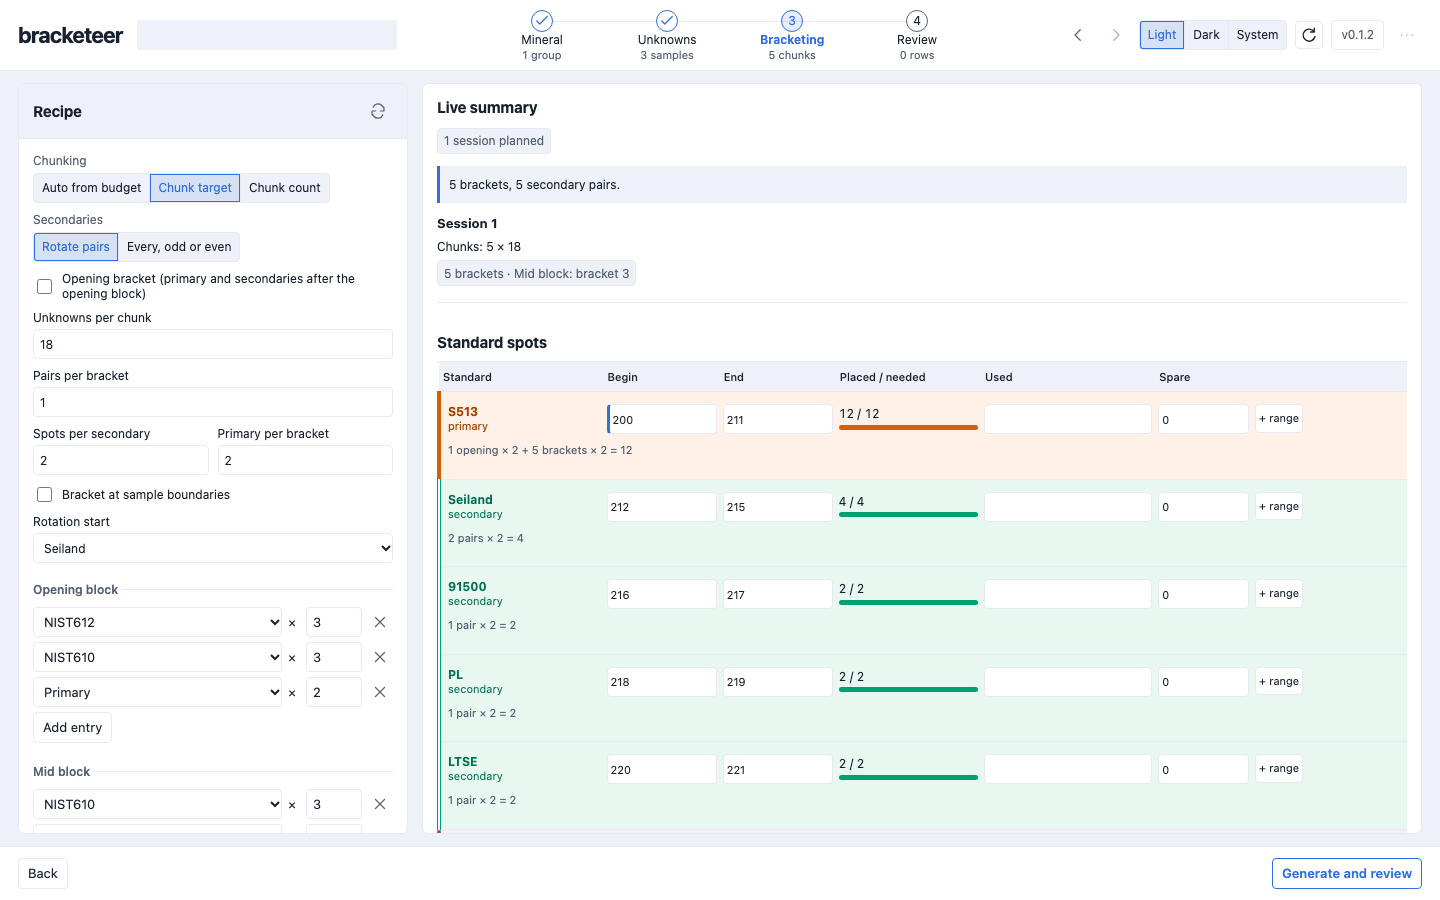 bracketeer
Mineral
1 group
Unknowns
3 samples
3
Bracketing
5 chunks
4
Review
0 rows
Light
Dark
System
v0.1.2
Recipe
Chunking
Auto from budget
Chunk target
Chunk count
Secondaries
Rotate pairs
Every, odd or even
Opening bracket (primary and secondaries after the
opening block)
Unknowns per chunk
18
Pairs per bracket
1
Spots per secondary
Primary per bracket
2
2
Bracket at sample boundaries
Rotation start
Seiland
Opening block
NIST612 × 3
NIST610 × 3
Primary × 2
Add entry
Mid block
NIST610 × 3
Live summary
1 session planned
5 brackets, 5 secondary pairs.
Session 1
Chunks: 5 × 18
5 brackets · Mid block: bracket 3
Standard spots
Standard Begin End Placed / needed Used Spare
S513 200 211 12 / 12 0 + range
primary
1 opening × 2 + 5 brackets × 2 = 12
Seiland 212 215 4 / 4 0 + range
secondary
2 pairs × 2 = 4
91500 216 217 2 / 2 0 + range
secondary
1 pair × 2 = 2
PL 218 219 2 / 2 0 + range
secondary
1 pair × 2 = 2
LTSE 220 221 2 / 2 0 + range
secondary
1 pair × 2 = 2
Back
Generate and review